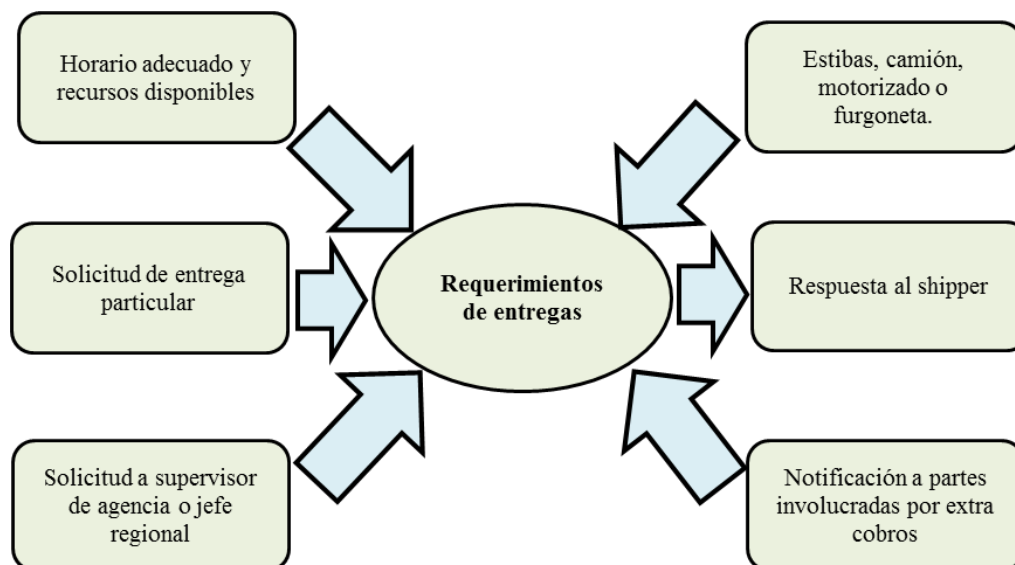 Horario adecuado y
recursos disponibles
Estibas, camión,
motorizado o
furgoneta.
Solicitud de entrega
particular
Requerimientos
de entregas
Respuesta al shipper
Solicitud a supervisor
de agencia o jefe
regional
Notificación a partes
involucradas por extra
cobros